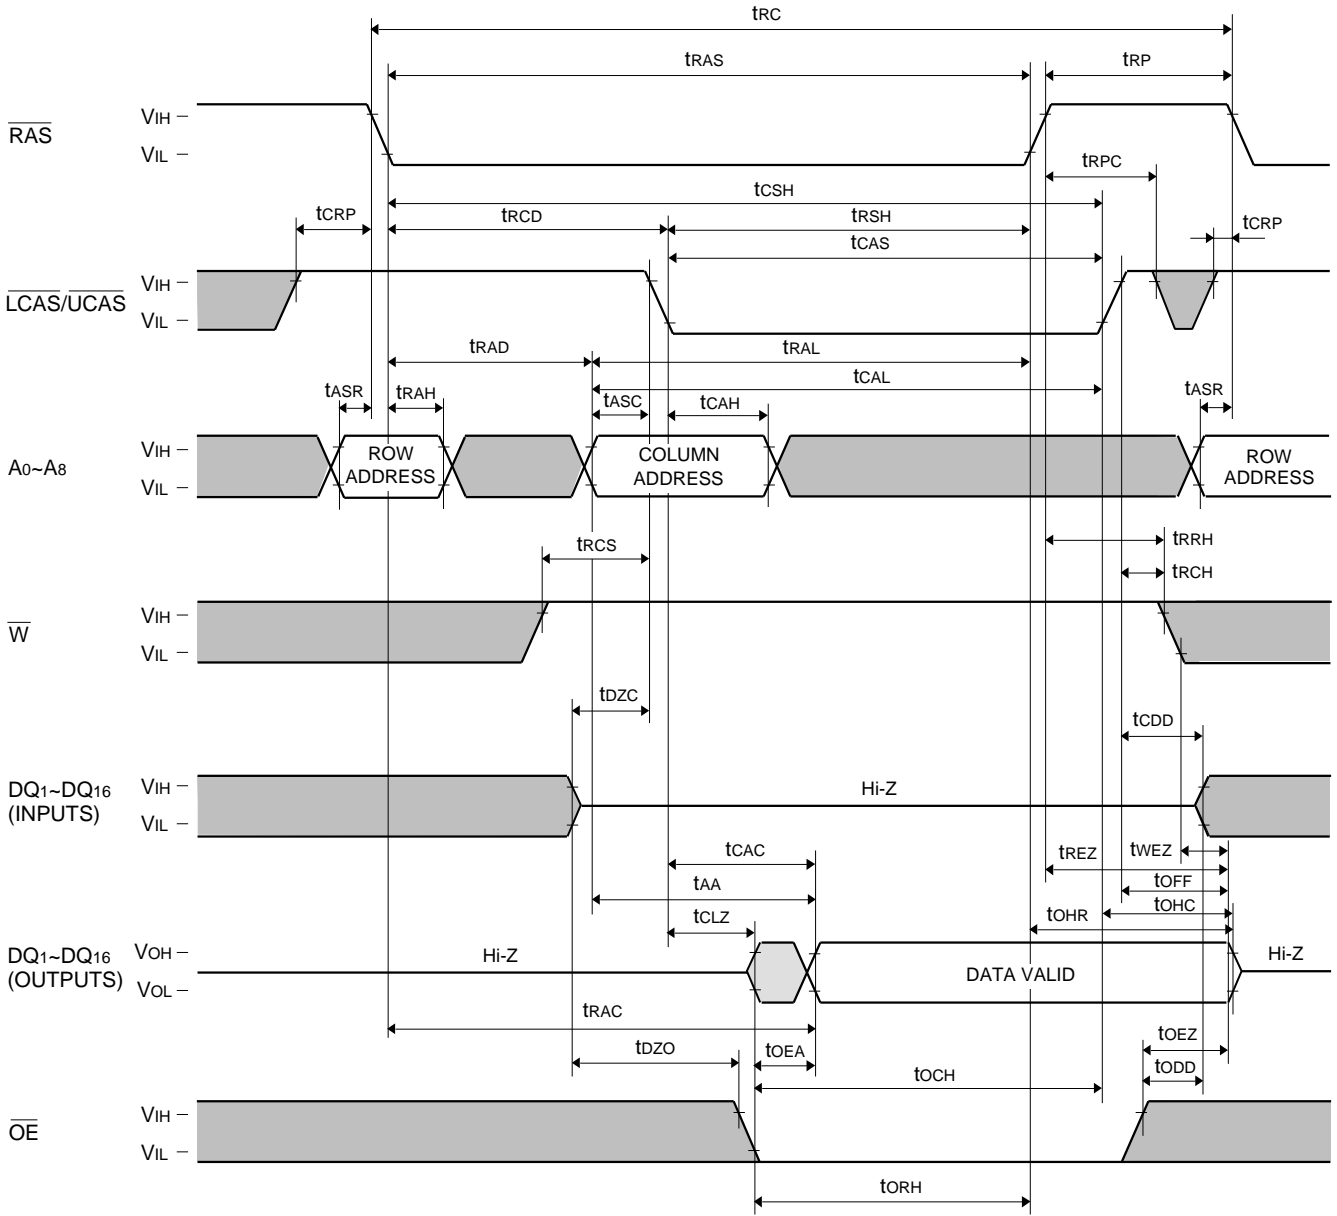 tRC
tRAS
tRP
RAS
VIH
VIL
tRPC
tCSH
tCRP
tRCD
tRSH
tCRP
tCAS
LCAS/UCAS
VIH
VIL
tRAD
tRAL
tCAL
tASR
tRAH
tASC
tCAH
tASR
A0~A8
VIH
VIL
ROW
ADDRESS
COLUMN
ADDRESS
ROW
ADDRESS
tRCS
tRRH
tRCH
W
VIH
VIL
tDZC
tCDD
DQ1~DQ16
(INPUTS)
VIH
VIL
Hi-Z
tCAC
tREZ
tWEZ
tAA
tOFF
tCLZ
tOHR
tOHC
DQ1~DQ16
(OUTPUTS)
VOH
VOL
Hi-Z
DATA VALID
Hi-Z
tRAC
tDZO
tOEA
tOEZ
tOCH
tODD
OE
VIH
VIL
tORH